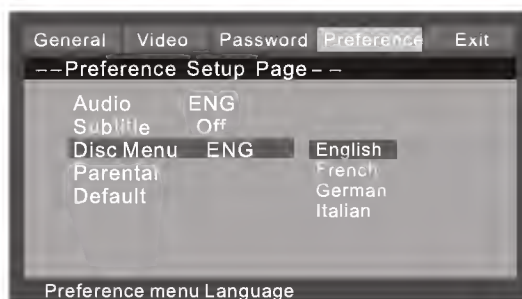 General Video Password Preference Exit
--Preference Setup Page--
Audio ENG
Subtitle Off
Disc Menu ENG English
Parental French
Default German
Italian
Preference menu Language